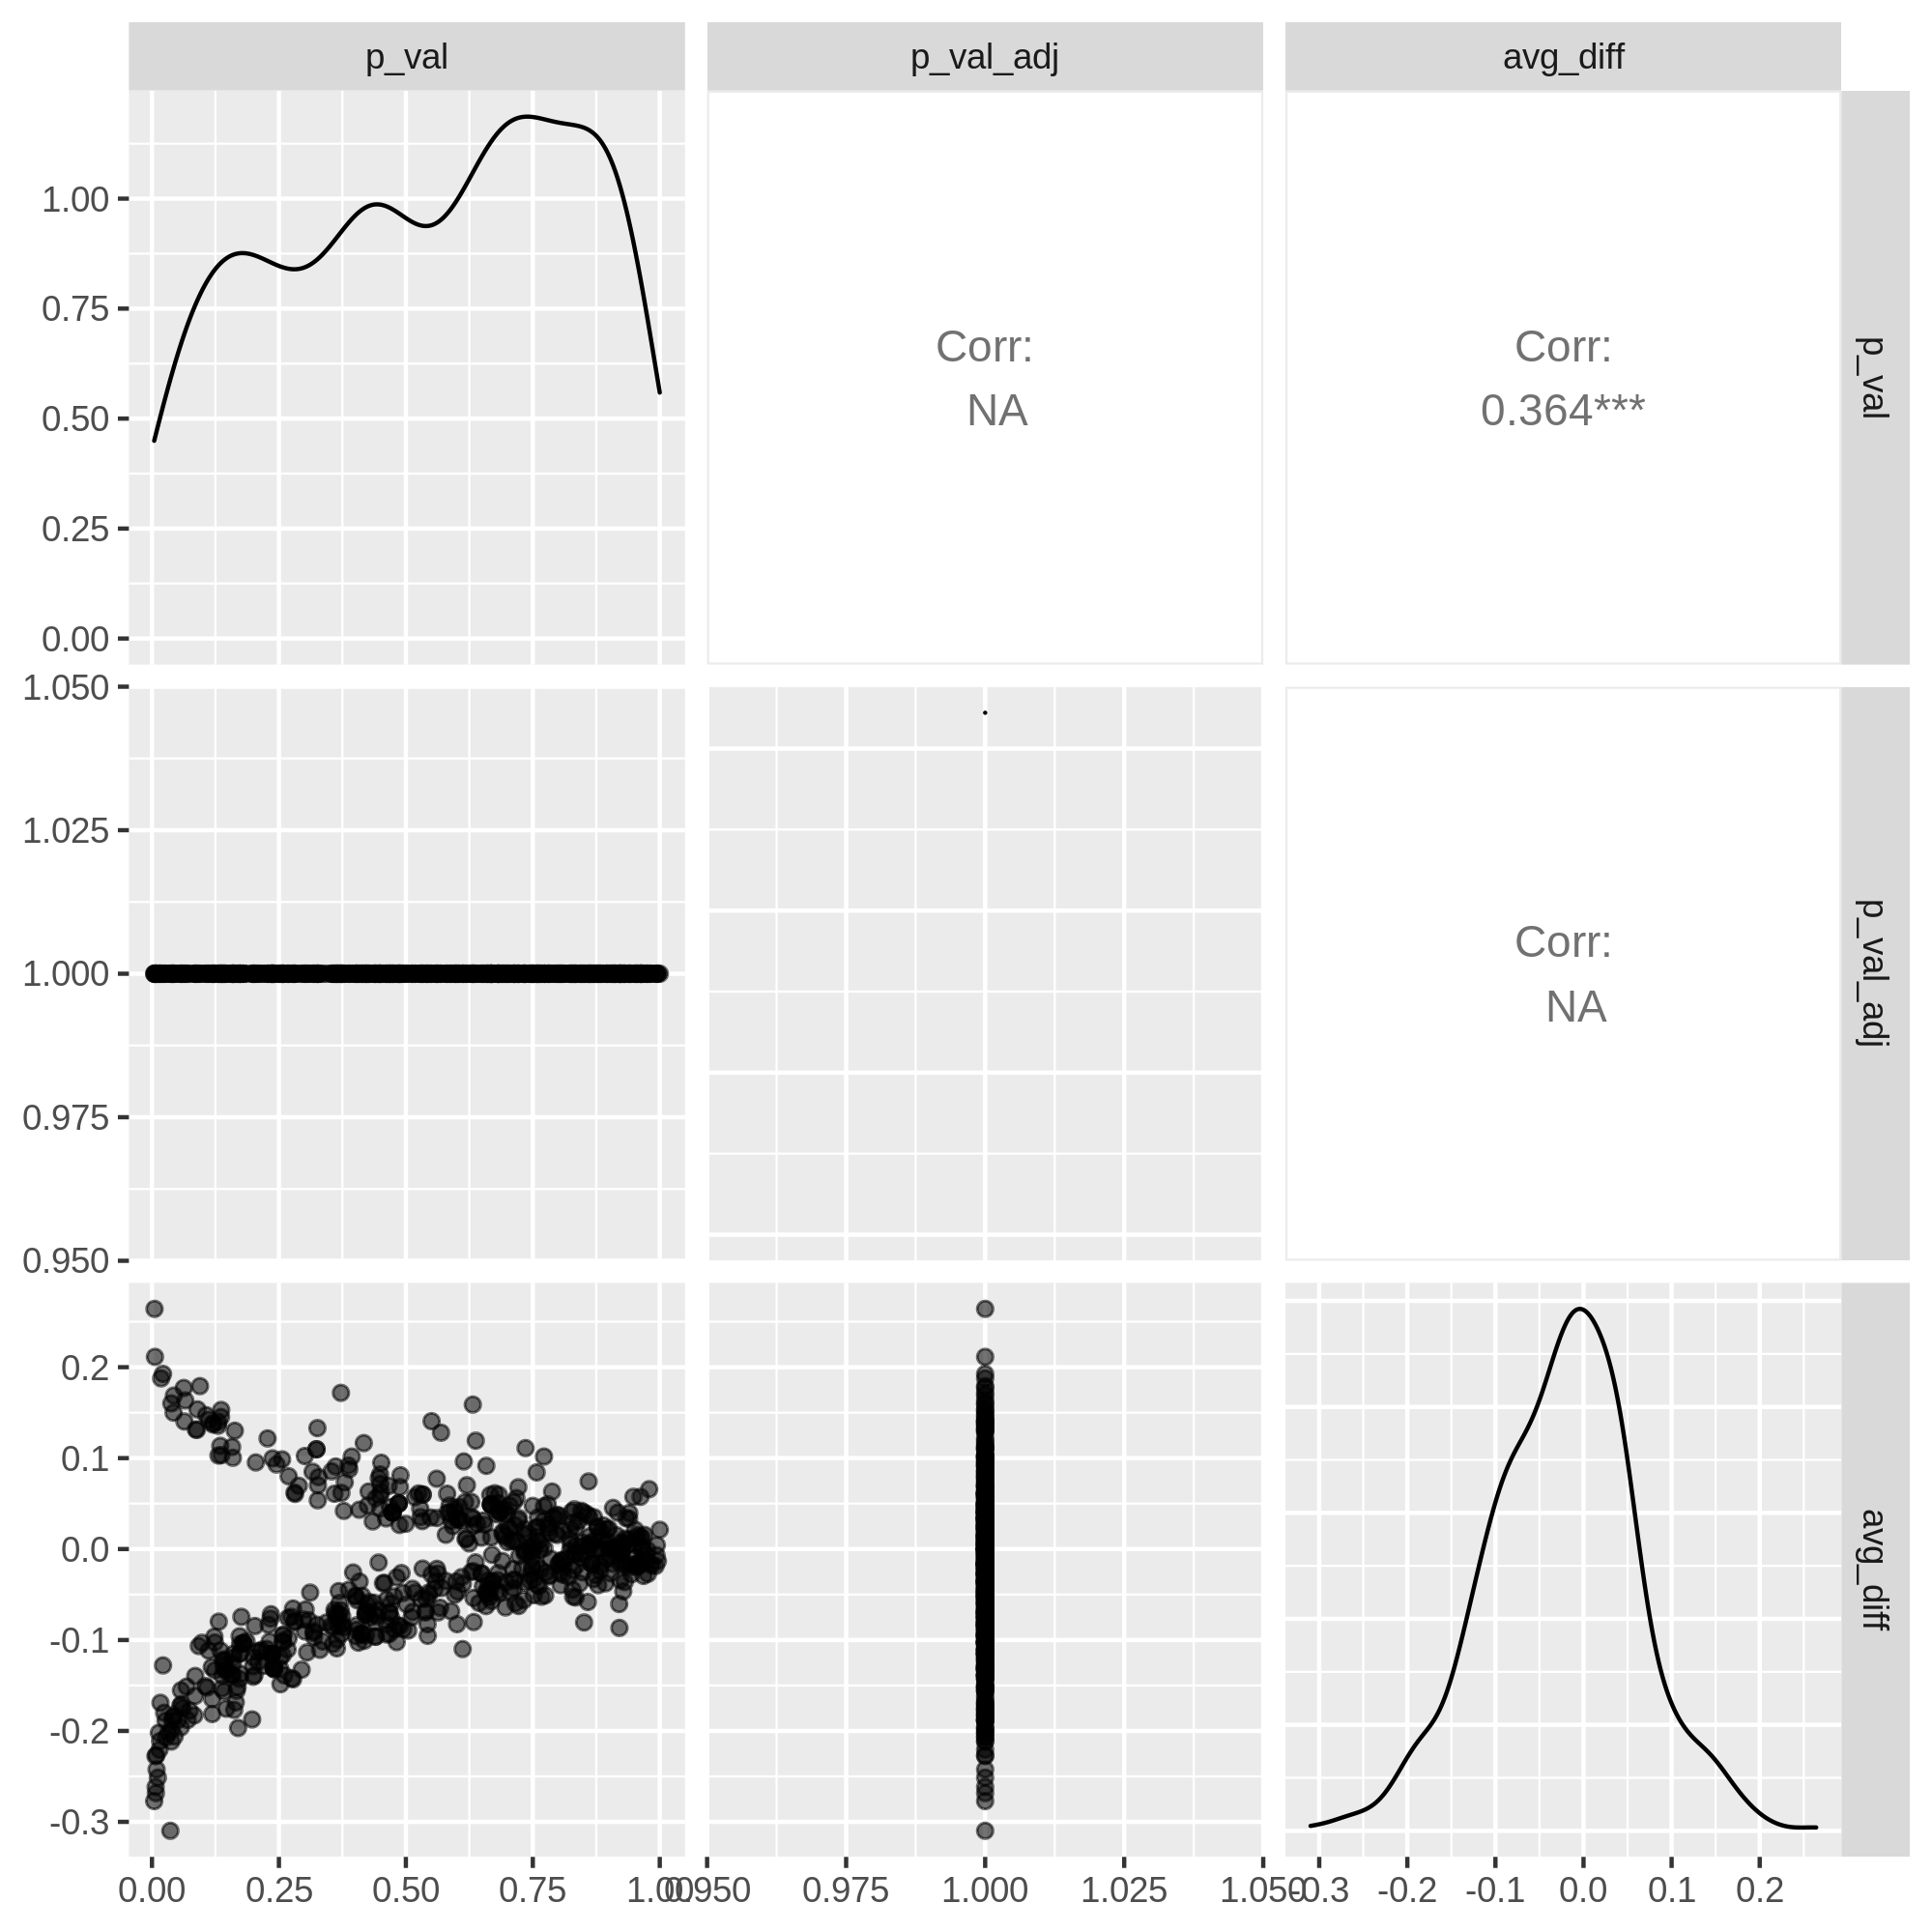 p_val
p_val_adj
avg_diff
1.00
0.75
0.50
0.25
0.00
Corr:
NA
Corr:
0.364***
p_val
1.050
1.025
1.000
0.975
0.950
Corr:
NA
p_val_adj
0.2
0.1
0.0
-0.1
-0.2
-0.3
avg_diff
0.00 0.25 0.50 0.75 1.00
0.950 0.975 1.000 1.025 1.050
-0.3 -0.2 -0.1 0.0 0.1 0.2